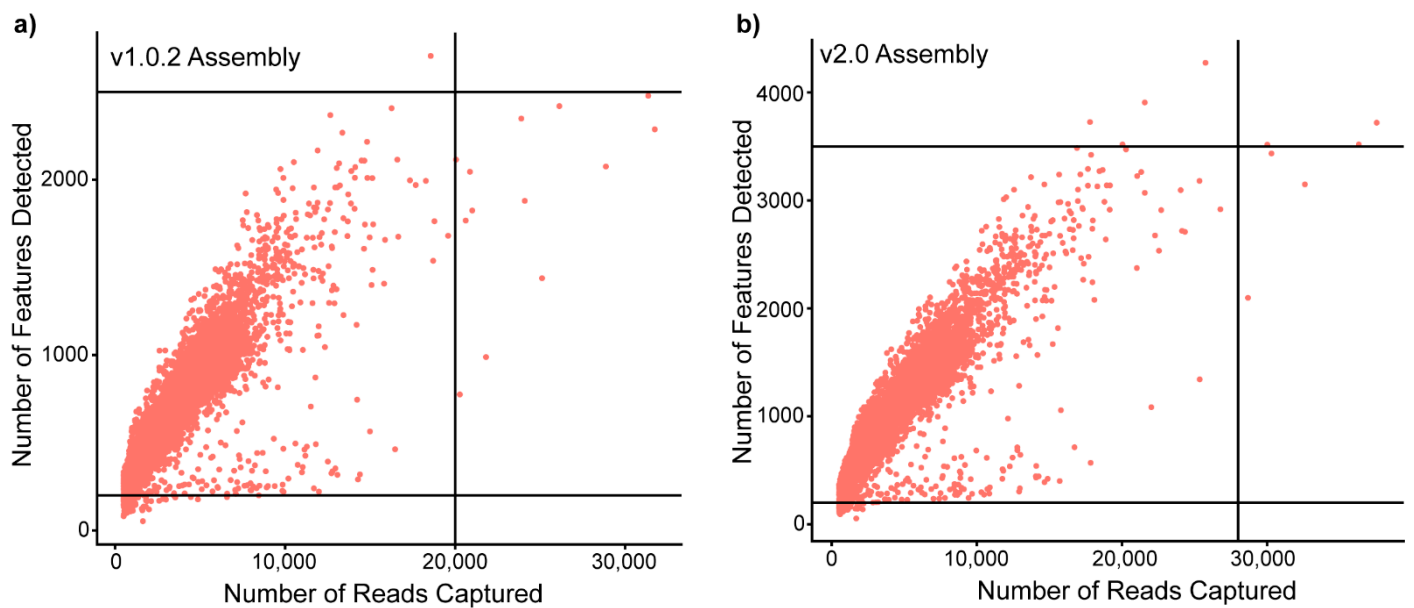 a)
v1.0.2 Assembly
Number of Features Detected
2000
1000
0
0
10,000
20,000
30,000
Number of Reads Captured
b)
v2.0 Assembly
Number of Features Detected
4000
3000
2000
1000
0
0
10,000
20,000
30,000
Number of Reads Captured